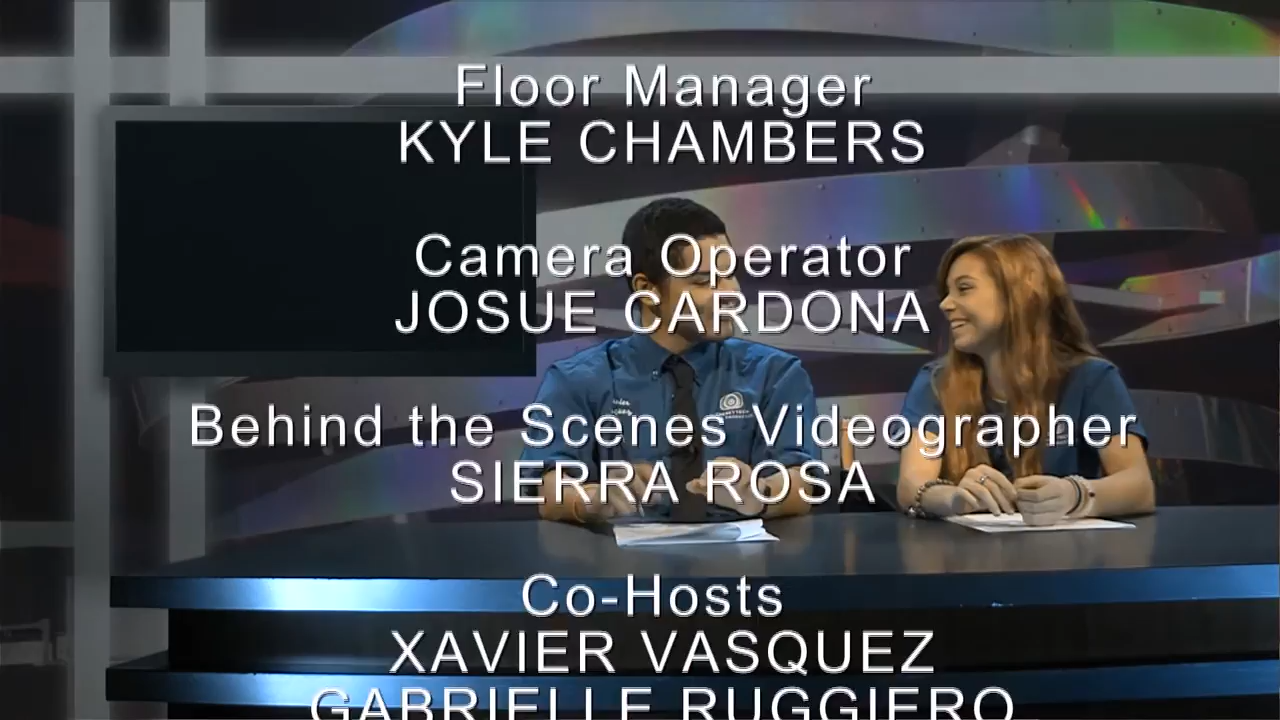 Floor Manager
KYLE CHAMBERS
Camera Operator
JOSUE CARDONA
Behind the Scenes Videographer
SIERRA ROSA
Co-Hosts
XAVIER VASQUEZ
GABRIELLE RUGGIERO